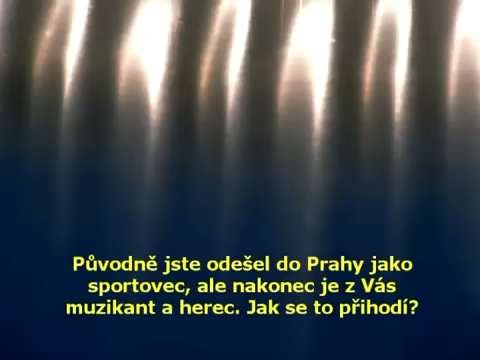 Původně jste odešel do Prahy jako
sportovec, ale nakonec je z Vás
muzikant a herec. Jak se to přihodí?